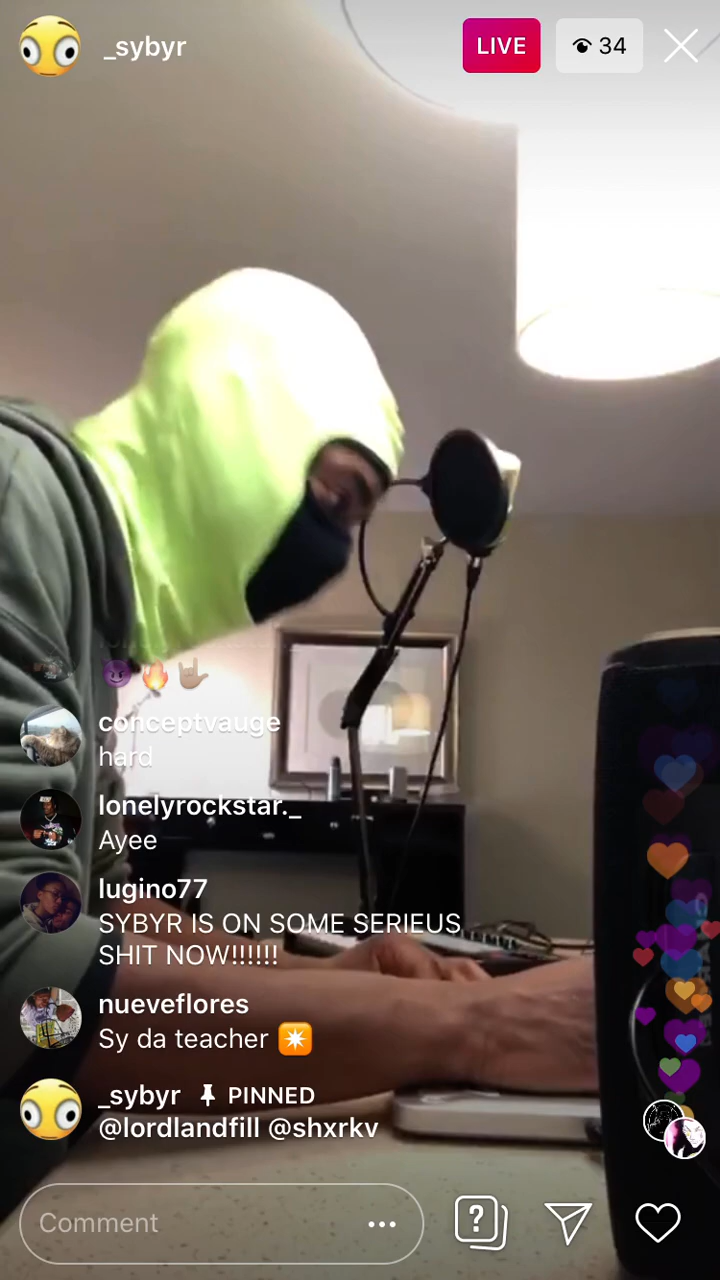 _sybyr
LIVE
34
😈🔥🤟🏽
conceptvauge
hard
lonelyrockstar._
Ayee
lugino77
SYBYR IS ON SOME SERIEUS
SHIT NOW!!!!!!
nueveflores
Sy da teacher ✴️
_sybyr PINNED
@lordlandfill @shxrkv
Comment